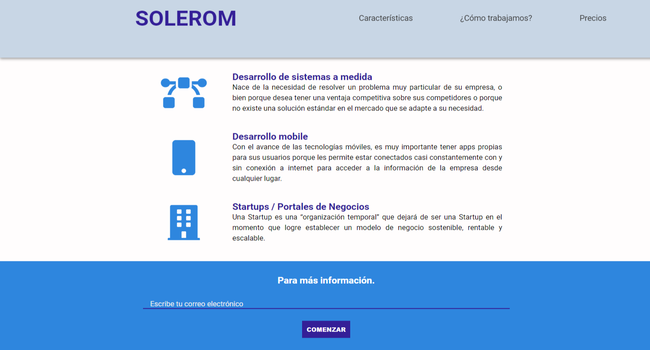 SOLEROM
Características
¿Cómo trabajamos?
Precios
Desarrollo de sistemas a medida
Nace de la necesidad de resolver un problema muy particular de su empresa, o
bien porque desea tener una ventaja competitiva sobre sus competidores o porque
no existe una solución estándar en el mercado que se adapte a su necesidad.
Desarrollo mobile
Con el avance de las tecnologías móviles, es muy importante tener apps propias
para sus usuarios porque les permite estar conectados casi constantemente con y
sin conexión a internet para acceder a la información de la empresa desde
cualquier lugar.
Startups / Portales de Negocios
Una Startup es una "organización temporal" que dejará de ser una Startup en el
momento que logre establecer un modelo de negocio sostenible, rentable y
escalable.
Para más información.
Escribe tu correo electrónico
COMENZAR